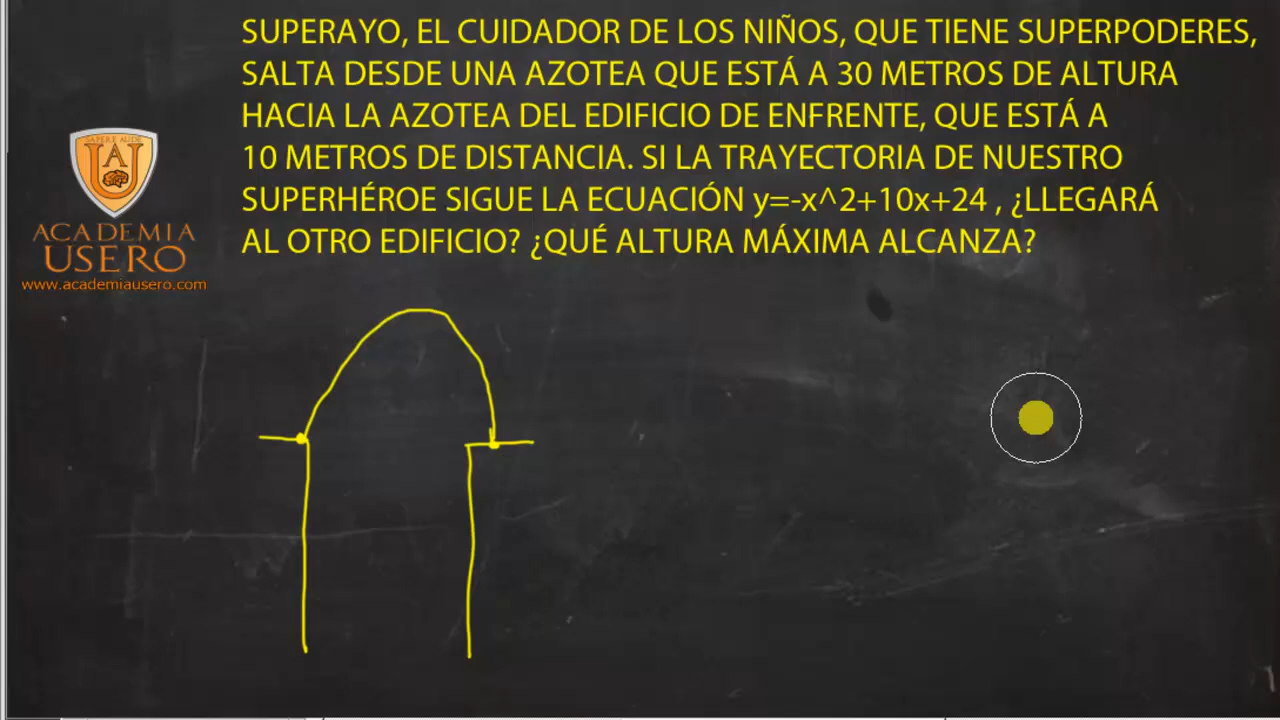 SUPERAYO, EL CUIDADOR DE LOS NIÑOS, QUE TIENE SUPERPODERES,
SALTA DESDE UNA AZOTEA QUE ESTÁ A 30 METROS DE ALTURA
HACIA LA AZOTEA DEL EDIFICIO DE ENFRENTE, QUE ESTÁ A
10 METROS DE DISTANCIA. SI LA TRAYECTORIA DE NUESTRO
SUPERHÉROE SIGUE LA ECUACIÓN y=-x^2+10x+24 , ¿LLEGARÁ
AL OTRO EDIFICIO? ¿QUÉ ALTURA MÁXIMA ALCANZA?
SAPERE AUDE
UA
ACADEMIA
USERO
www.academiausero.com